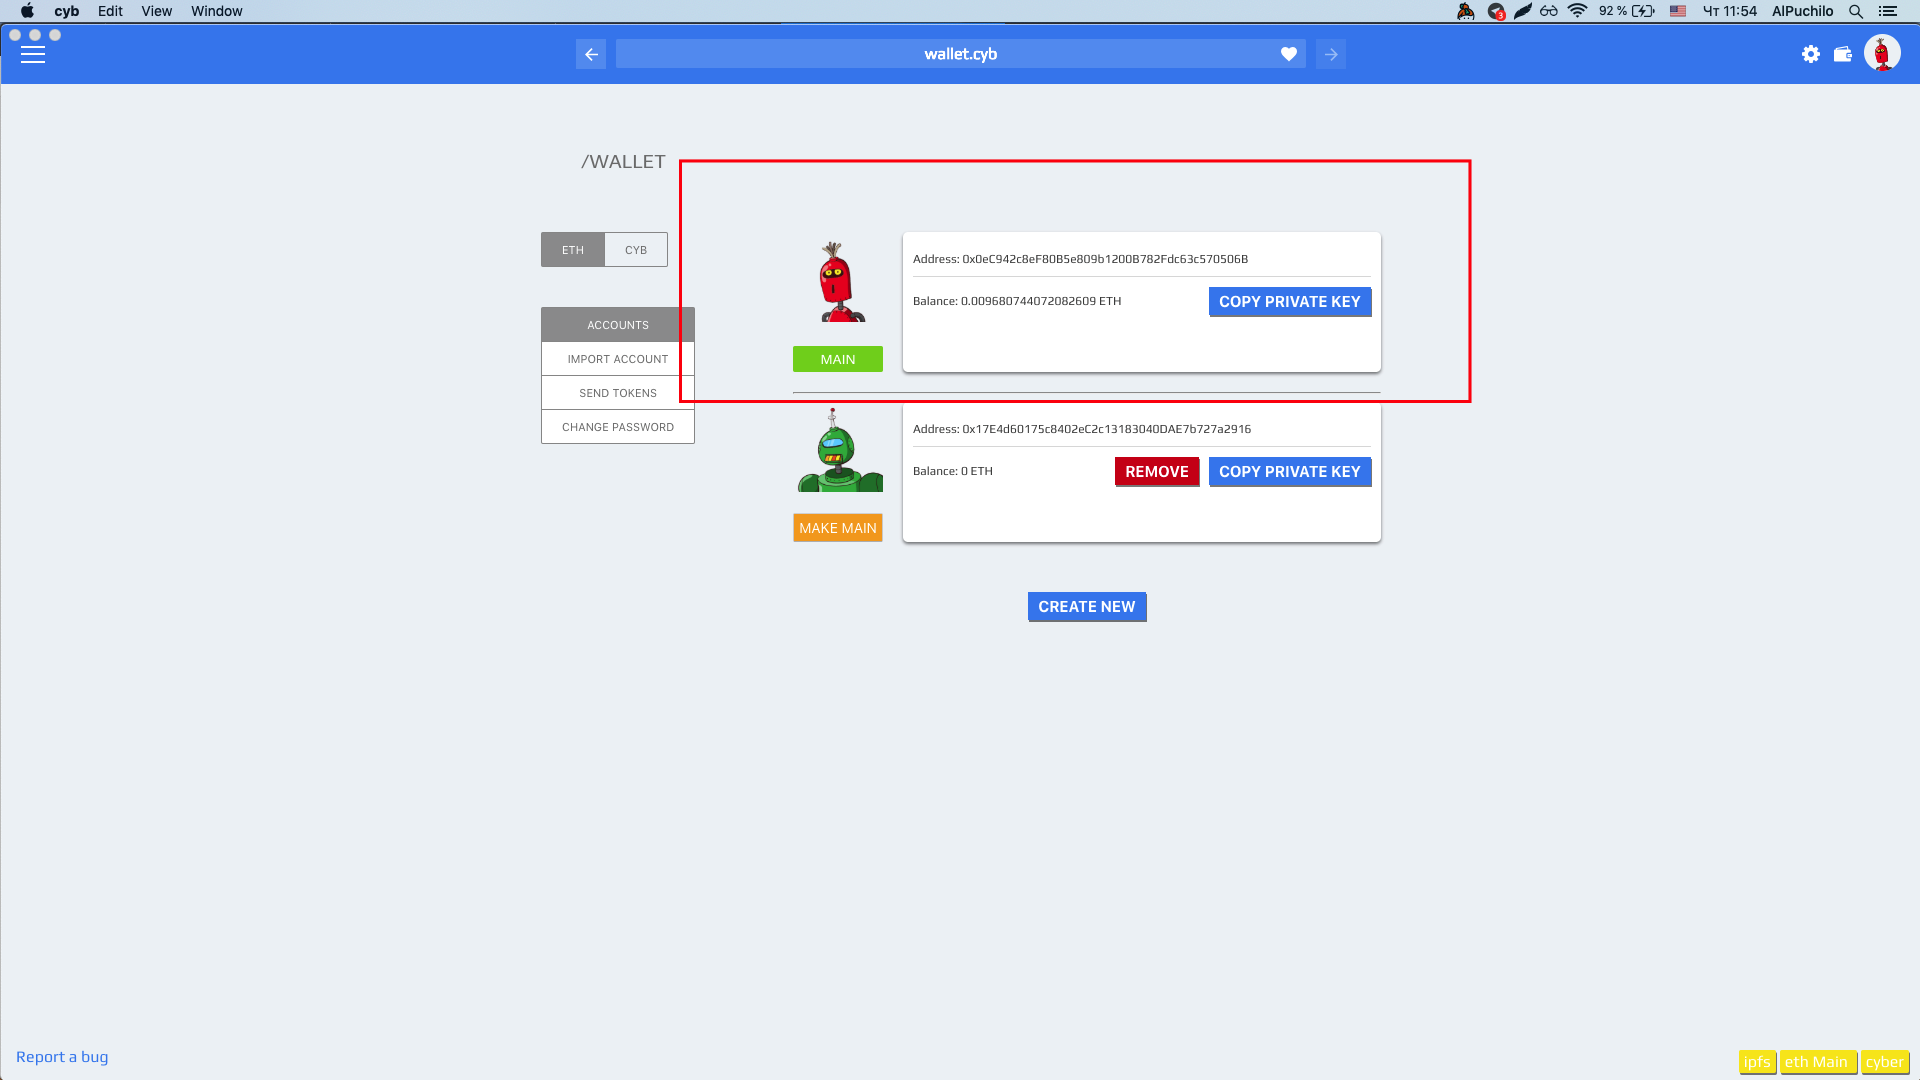 cyb Edit View Window 3 92 % Чт 11:54 AlPuchilo
wallet.cyb
/WALLET
ETH CYB
ACCOUNTS
IMPORT ACCOUNT
SEND TOKENS
CHANGE PASSWORD
Address: 0x0eC942c8eF80B5e809b1200B782Fdc63c570506B
Balance: 0.009680744072082609 ETH COPY PRIVATE KEY
MAIN
Address: 0x17E4d60175c8402eC2c13183040DAE7b727a2916
Balance: 0 ETH REMOVE COPY PRIVATE KEY
MAKE MAIN
CREATE NEW
Report a bug
ipfs eth Main cyber